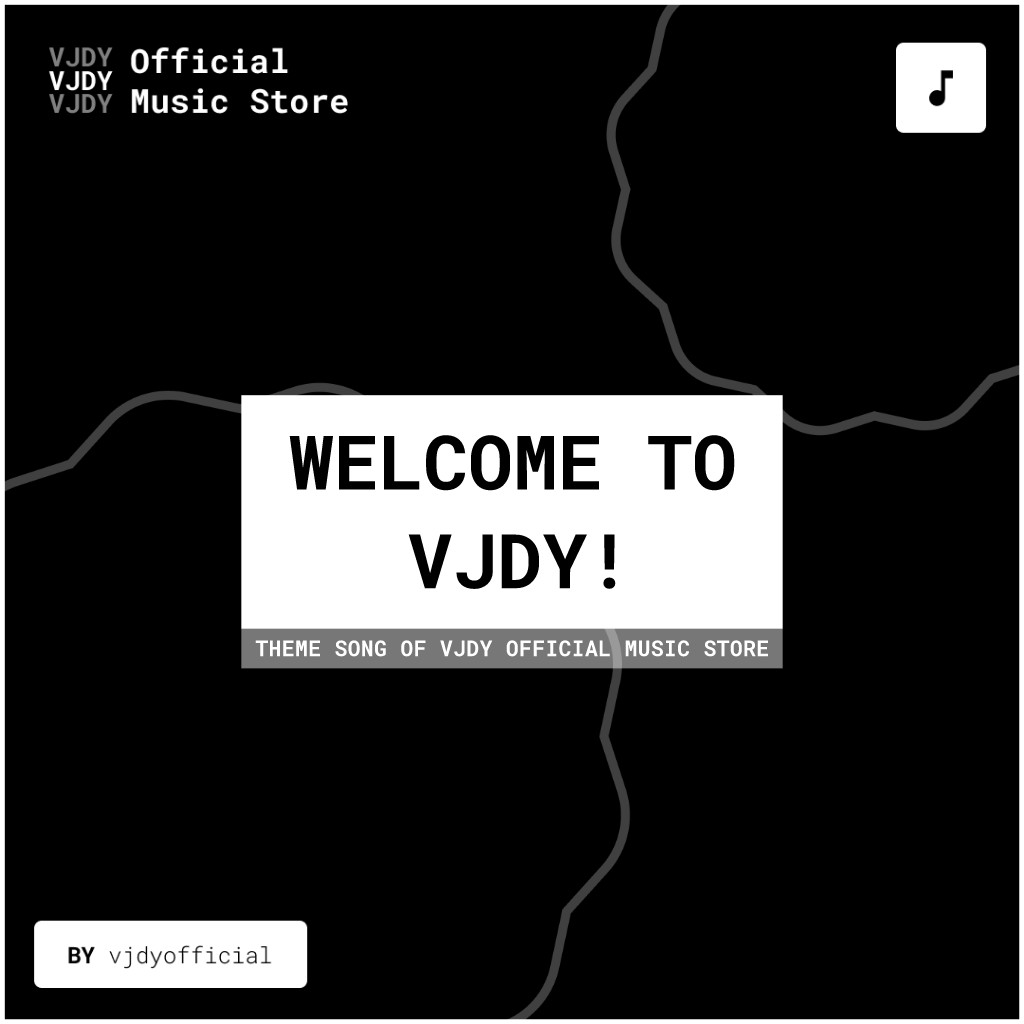 VJDY
VJDY
VJDY
Official
Music Store
WELCOME TO
VJDY!
THEME SONG OF VJDY OFFICIAL MUSIC STORE
BY vjdyofficial